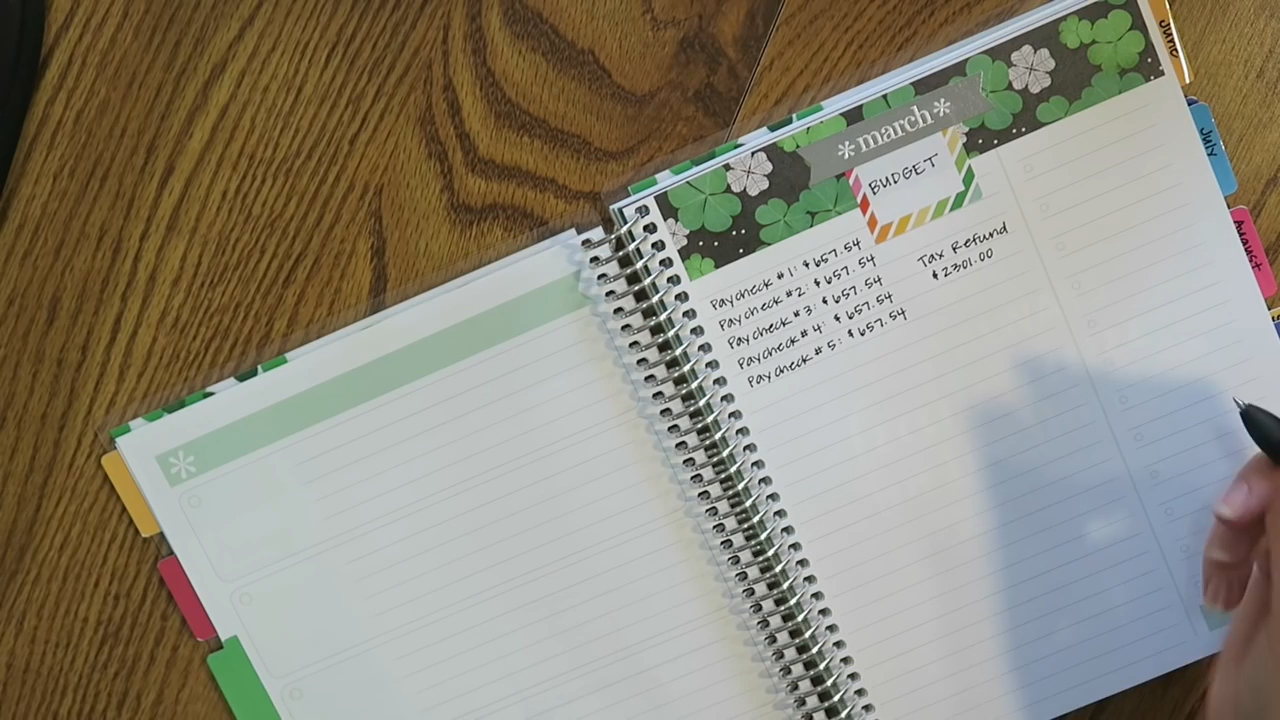 *march*
BUDGET
Paycheck #1: $657.54
Paycheck #2: $657.54
Paycheck #3: $657.54
Paycheck #4: $657.54
Paycheck #5: $657.54
Tax Refund
$2301.00
June
July
August